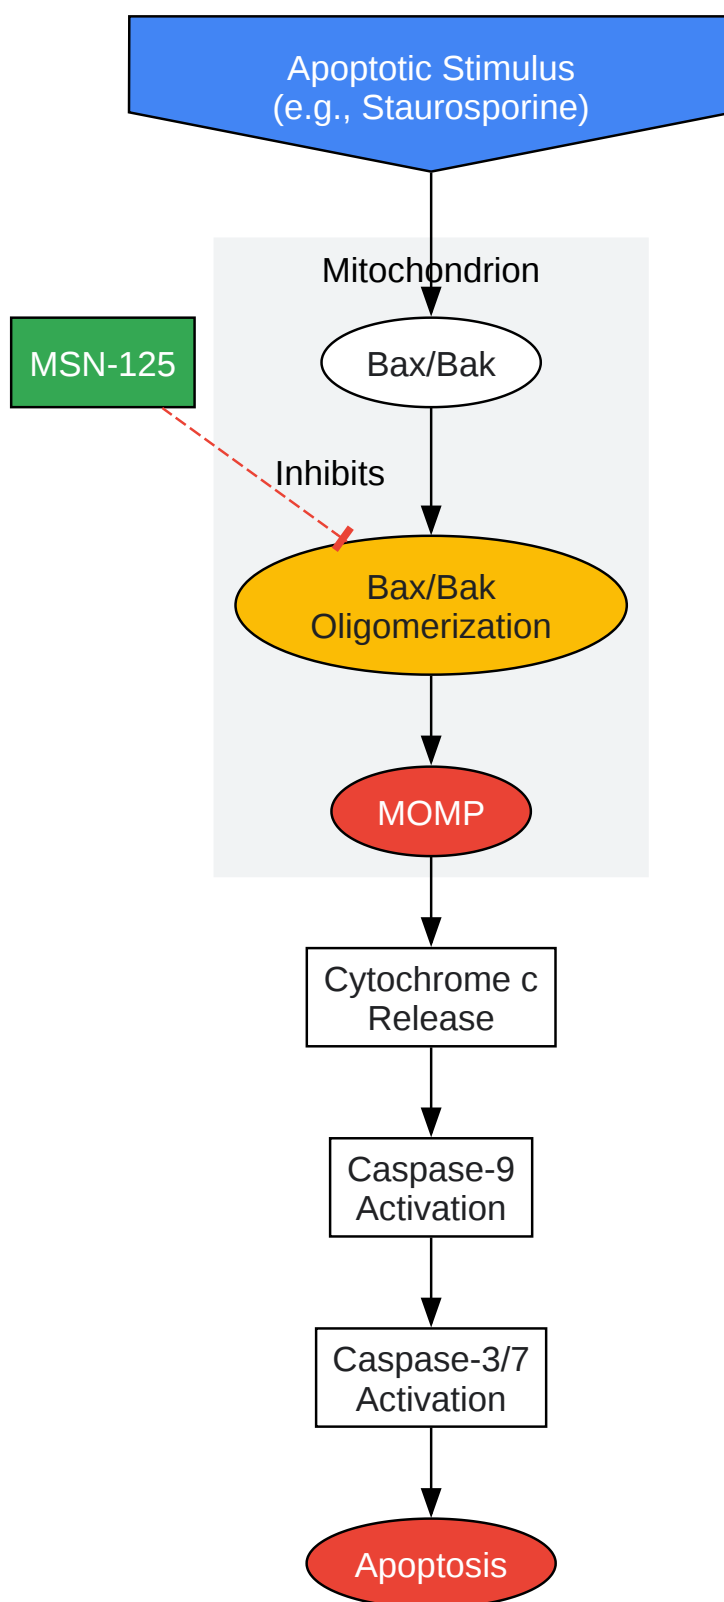 Apoptotic Stimulus
(e.g., Staurosporine)
Mitochondrion
MSN-125
Bax/Bak
Inhibits
Bax/Bak
Oligomerization
MOMP
Cytochrome c
Release
Caspase-9
Activation
Caspase-3/7
Activation
Apoptosis